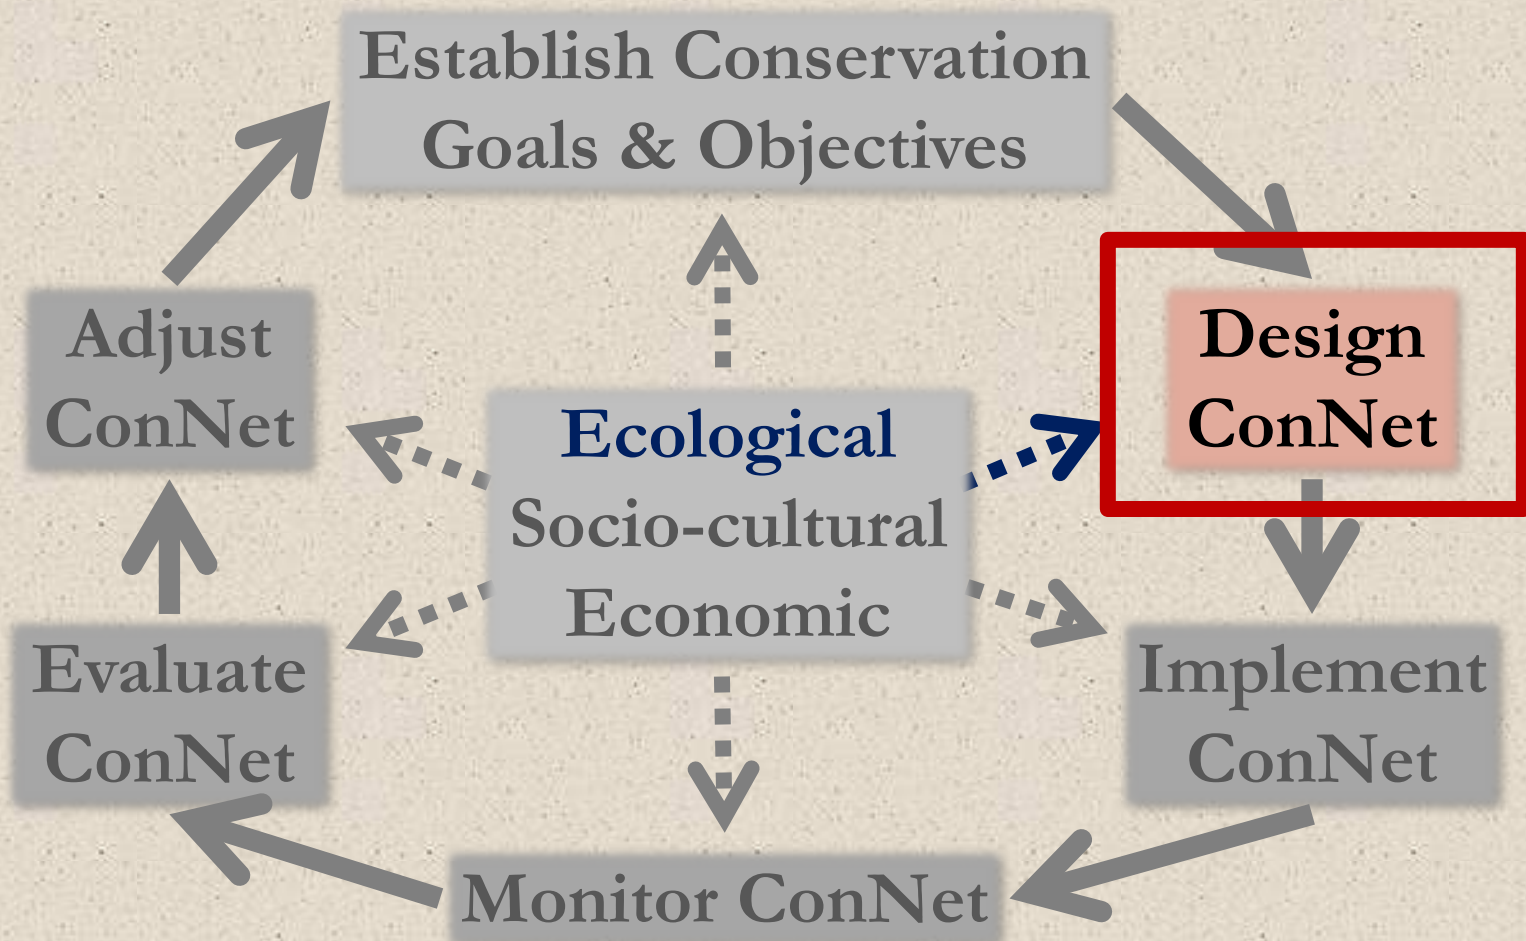 Establish Conservation
Goals & Objectives
Adjust
ConNet
Design
ConNet
Ecological
Socio-cultural
Economic
Evaluate
ConNet
Implement
ConNet
Monitor ConNet